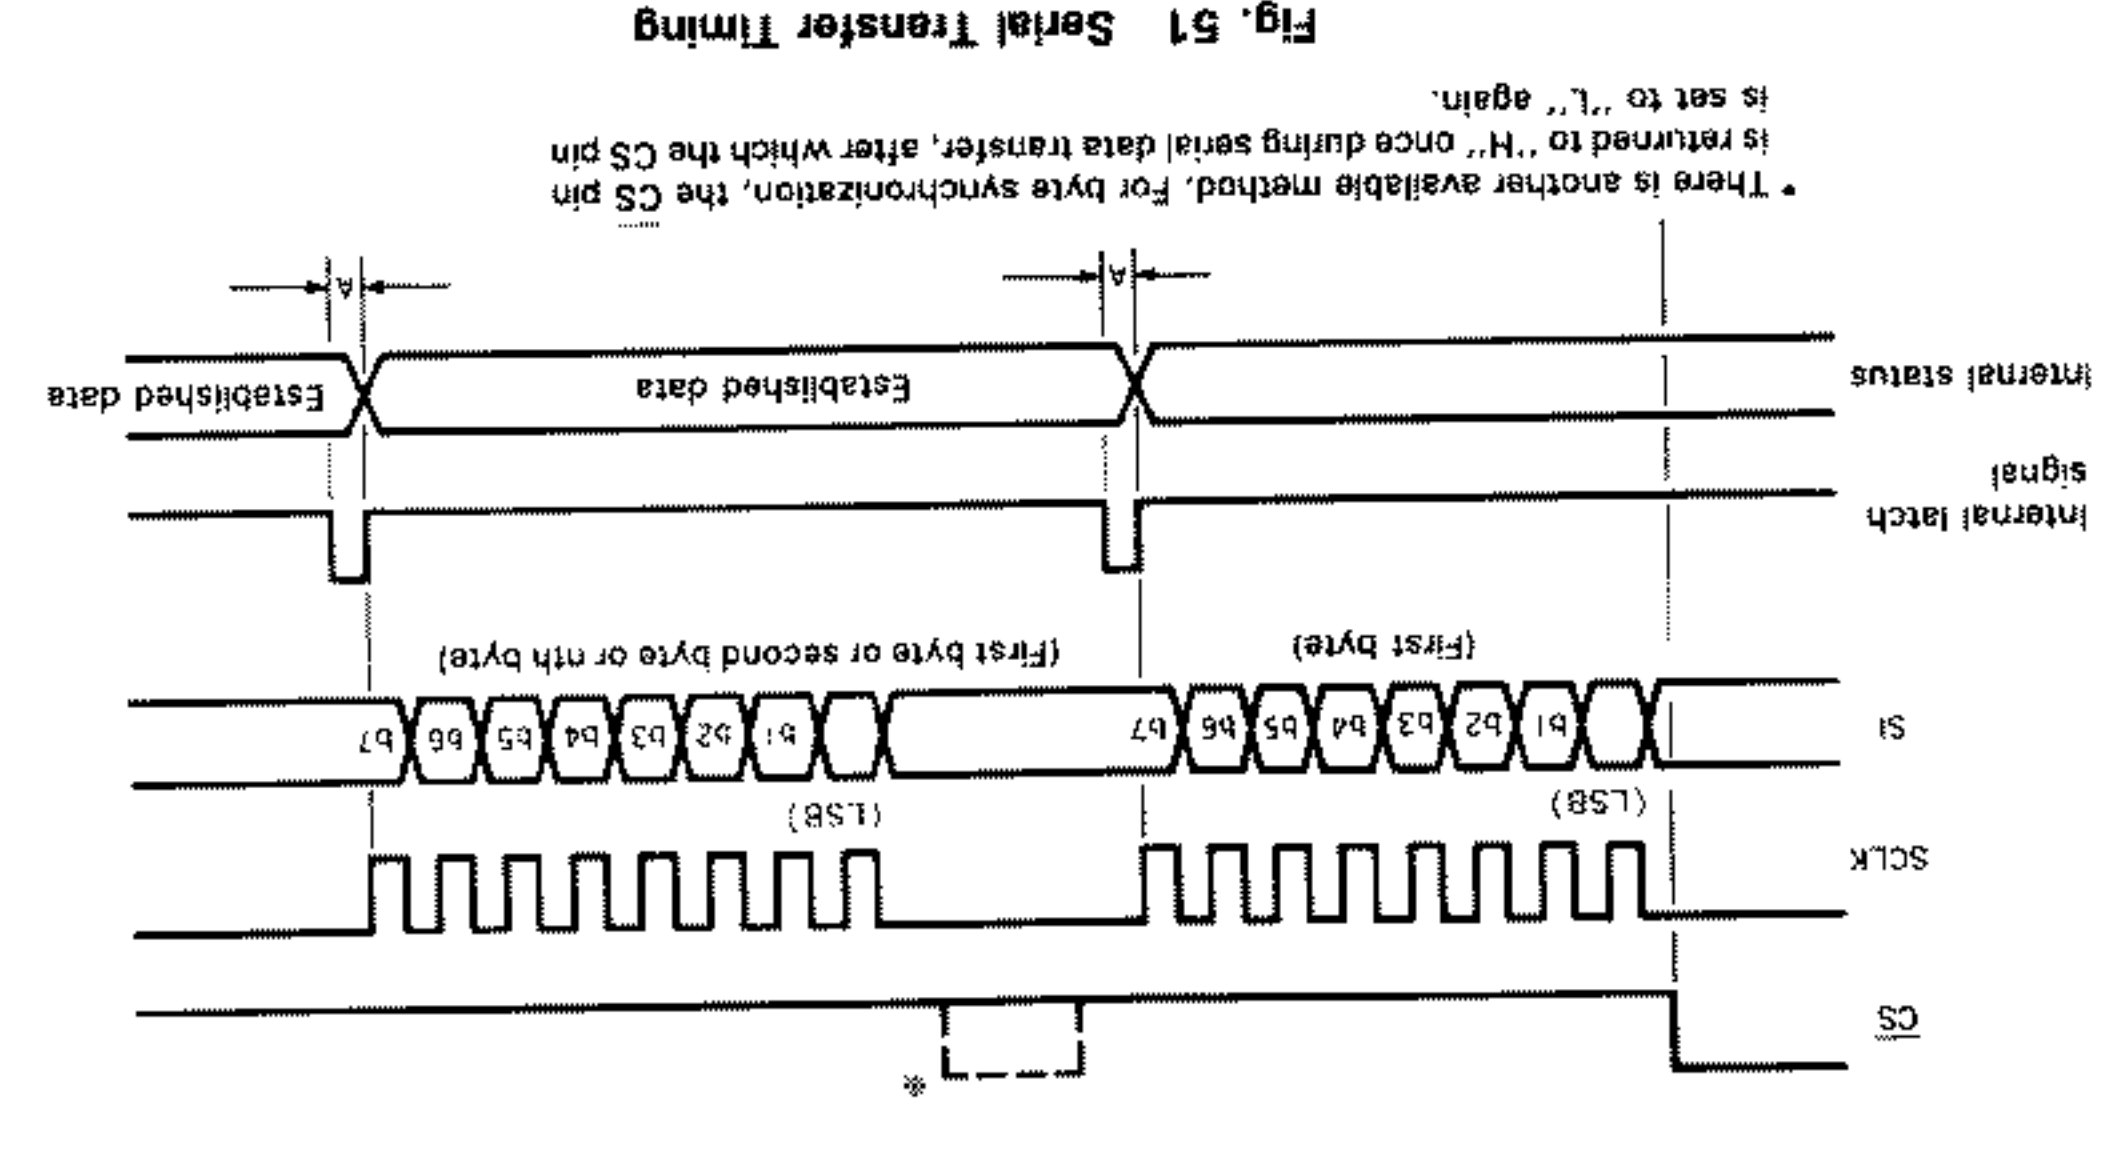 ※
CS
SCLK
(LSB)
(LSB)
SI
b1
b2
b3
b4
b5
b6
b7
b1
b2
b3
b4
b5
b6
b7
(First byte)
(First byte or second byte or nth byte)
Internal latch
signal
Internal status
Established data
Established data
A
A
* There is another available method. For byte synchronization, the CS pin
is returned to "H" once during serial data transfer, after which the CS pin
is set to "L" again.
Fig. 51 Serial Transfer Timing